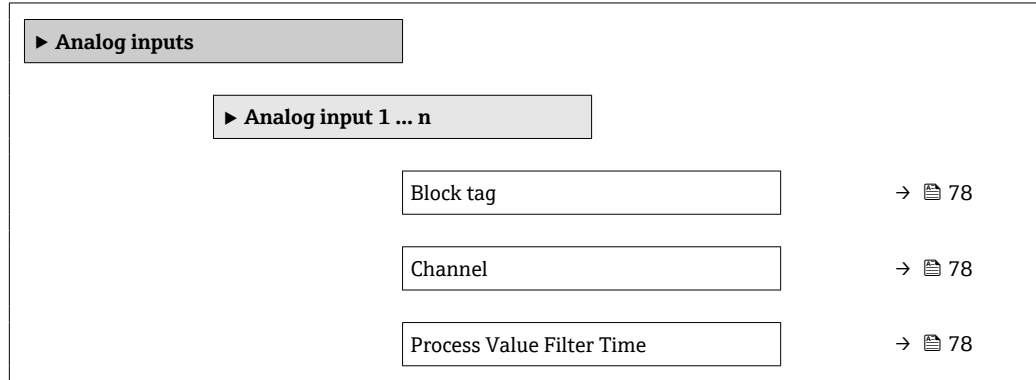 ▶ Analog inputs
▶ Analog input 1 ... n
Block tag → 78
Channel → 78
Process Value Filter Time → 78